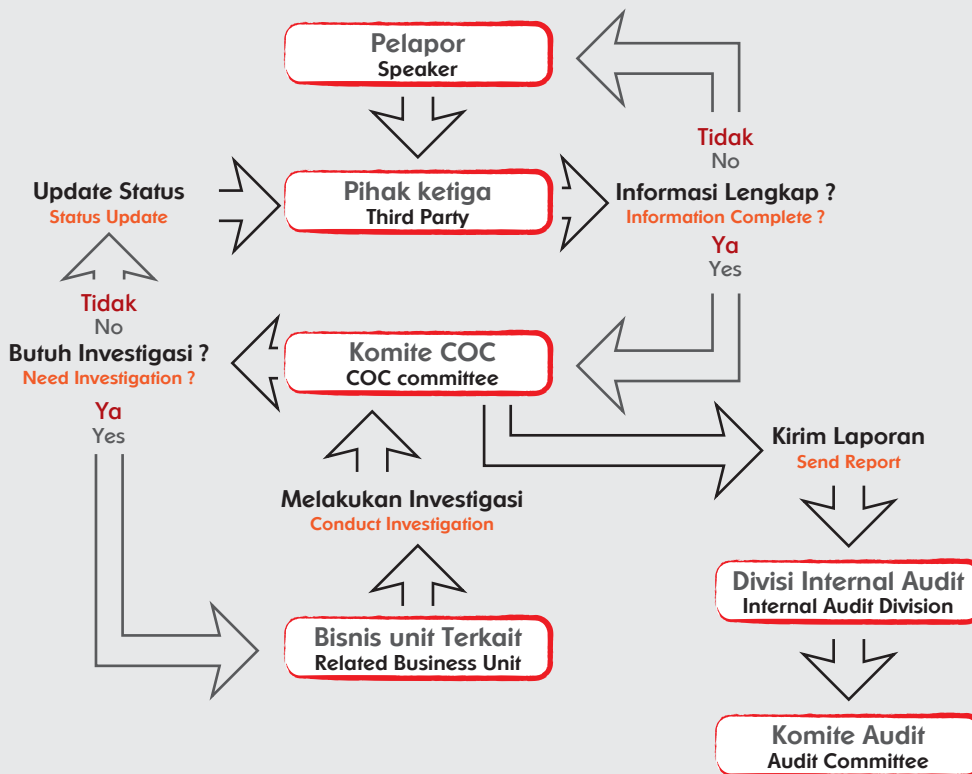 Pelapor
Speaker
Tidak
No
Update Status
Status Update
Pihak ketiga
Third Party
Informasi Lengkap ?
Information Complete ?
Ya
Yes
Tidak
No
Butuh Investigasi ?
Need Investigation ?
Komite COC
COC committee
Ya
Yes
Kirim Laporan
Send Report
Melakukan Investigasi
Conduct Investigation
Divisi Internal Audit
Internal Audit Division
Bisnis unit Terkait
Related Business Unit
Komite Audit
Audit Committee